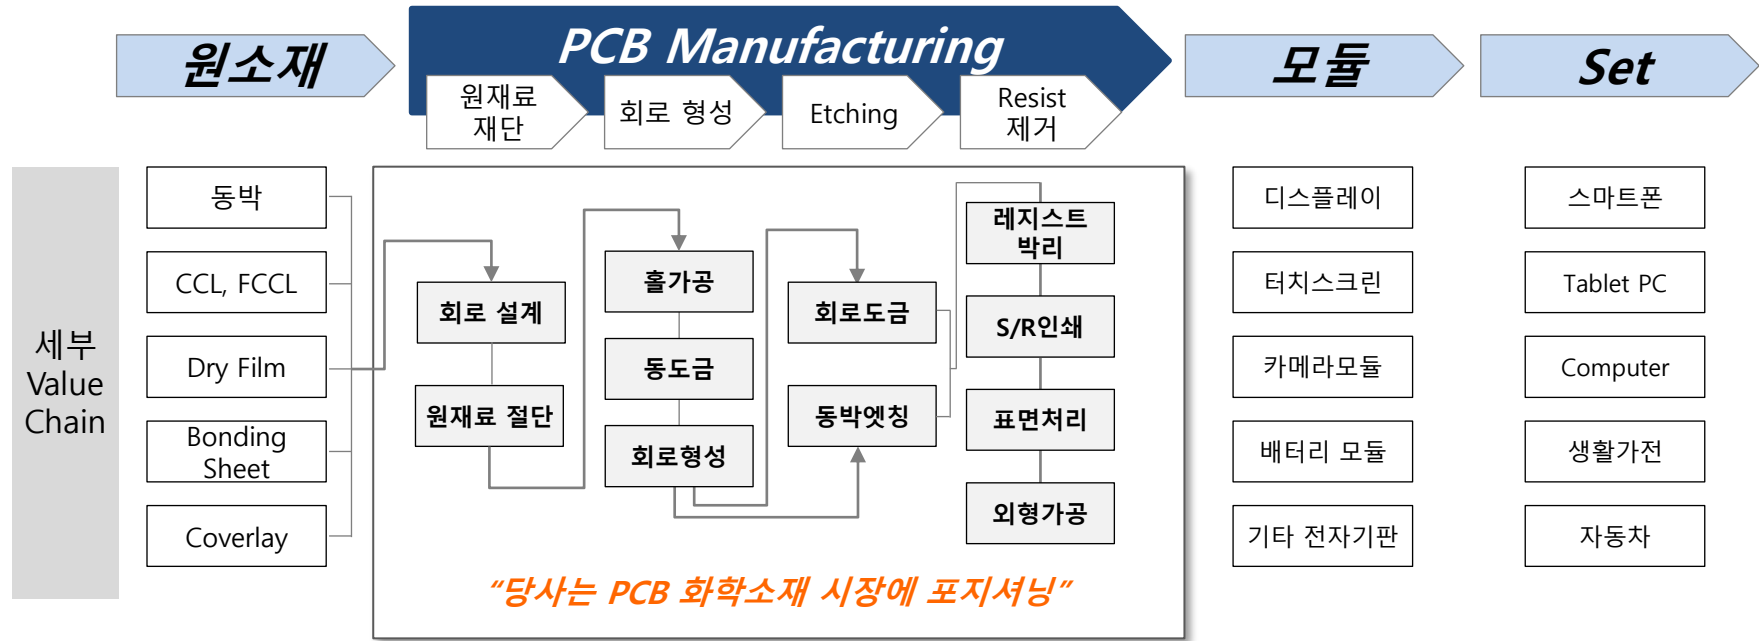 원소재
PCB Manufacturing
모듈
Set
원재료
재단
회로 형성
Etching
Resist
제거
세부
Value
Chain
동박
CCL, FCCL
Dry Film
Bonding
Sheet
Coverlay
회로 설계
원재료 절단
홀가공
동도금
회로형성
회로도금
동박엣칭
레지스트
박리
S/R인쇄
표면처리
외형가공
“당사는 PCB 화학소재 시장에 포지셔닝”
디스플레이
터치스크린
카메라모듈
배터리 모듈
기타 전자기판
스마트폰
Tablet PC
Computer
생활가전
자동차